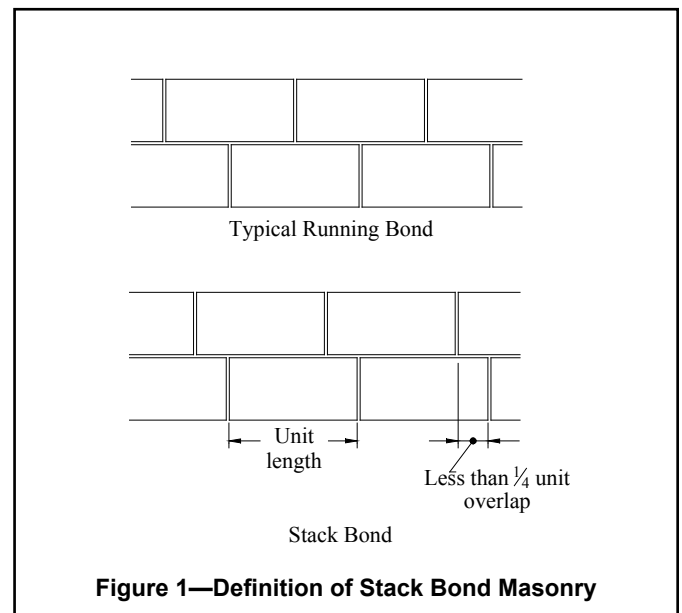 Typical Running Bond
Unit
length
Less than ¼ unit
overlap
Stack Bond
Figure 1—Definition of Stack Bond Masonry